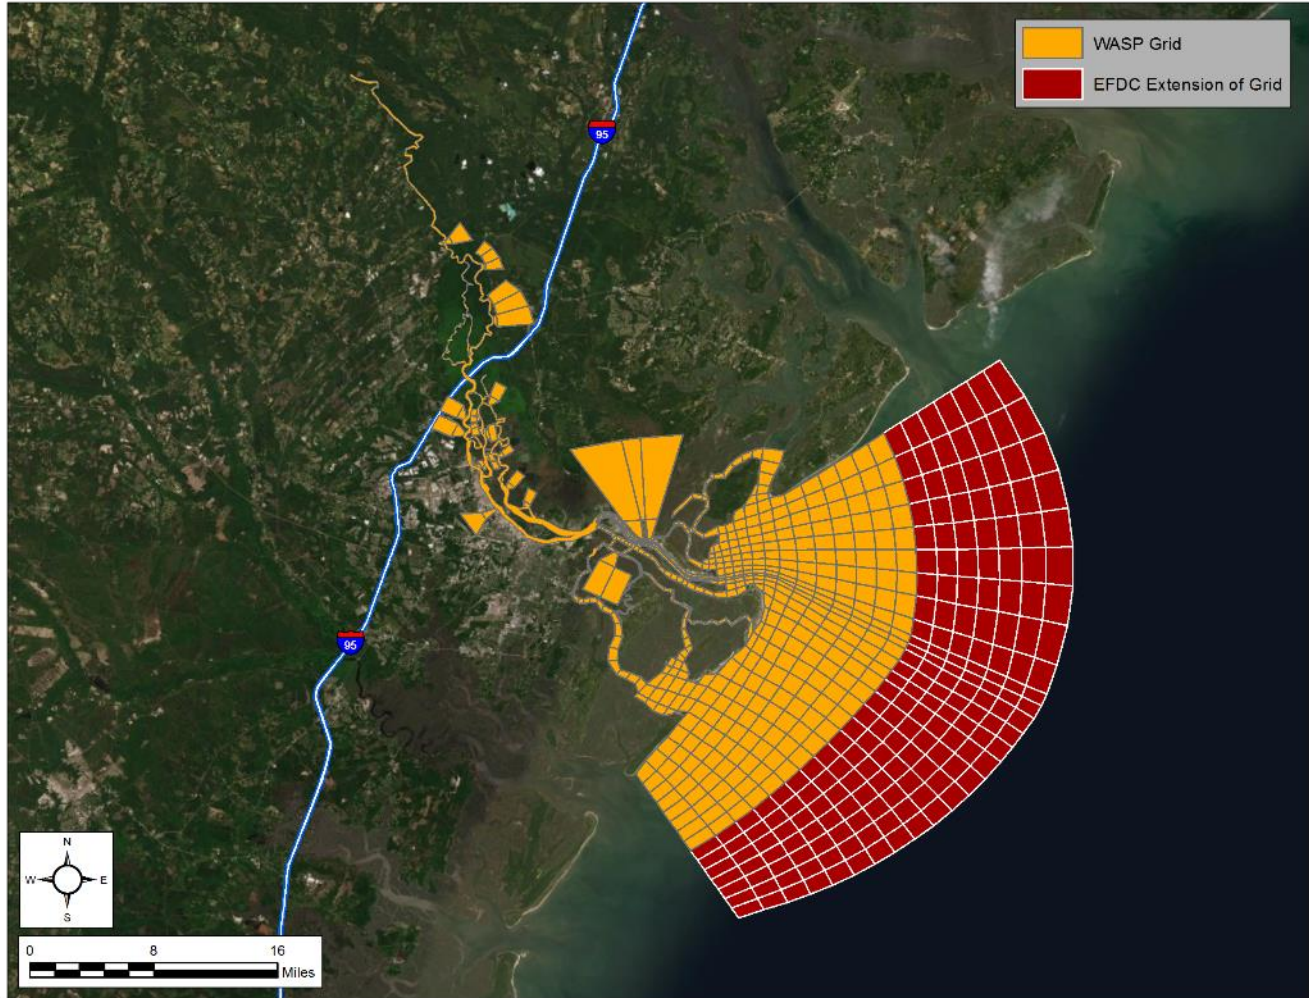 WASP Grid
EFDC Extension of Grid
95
95
N
W E
S
0 8 16
Miles